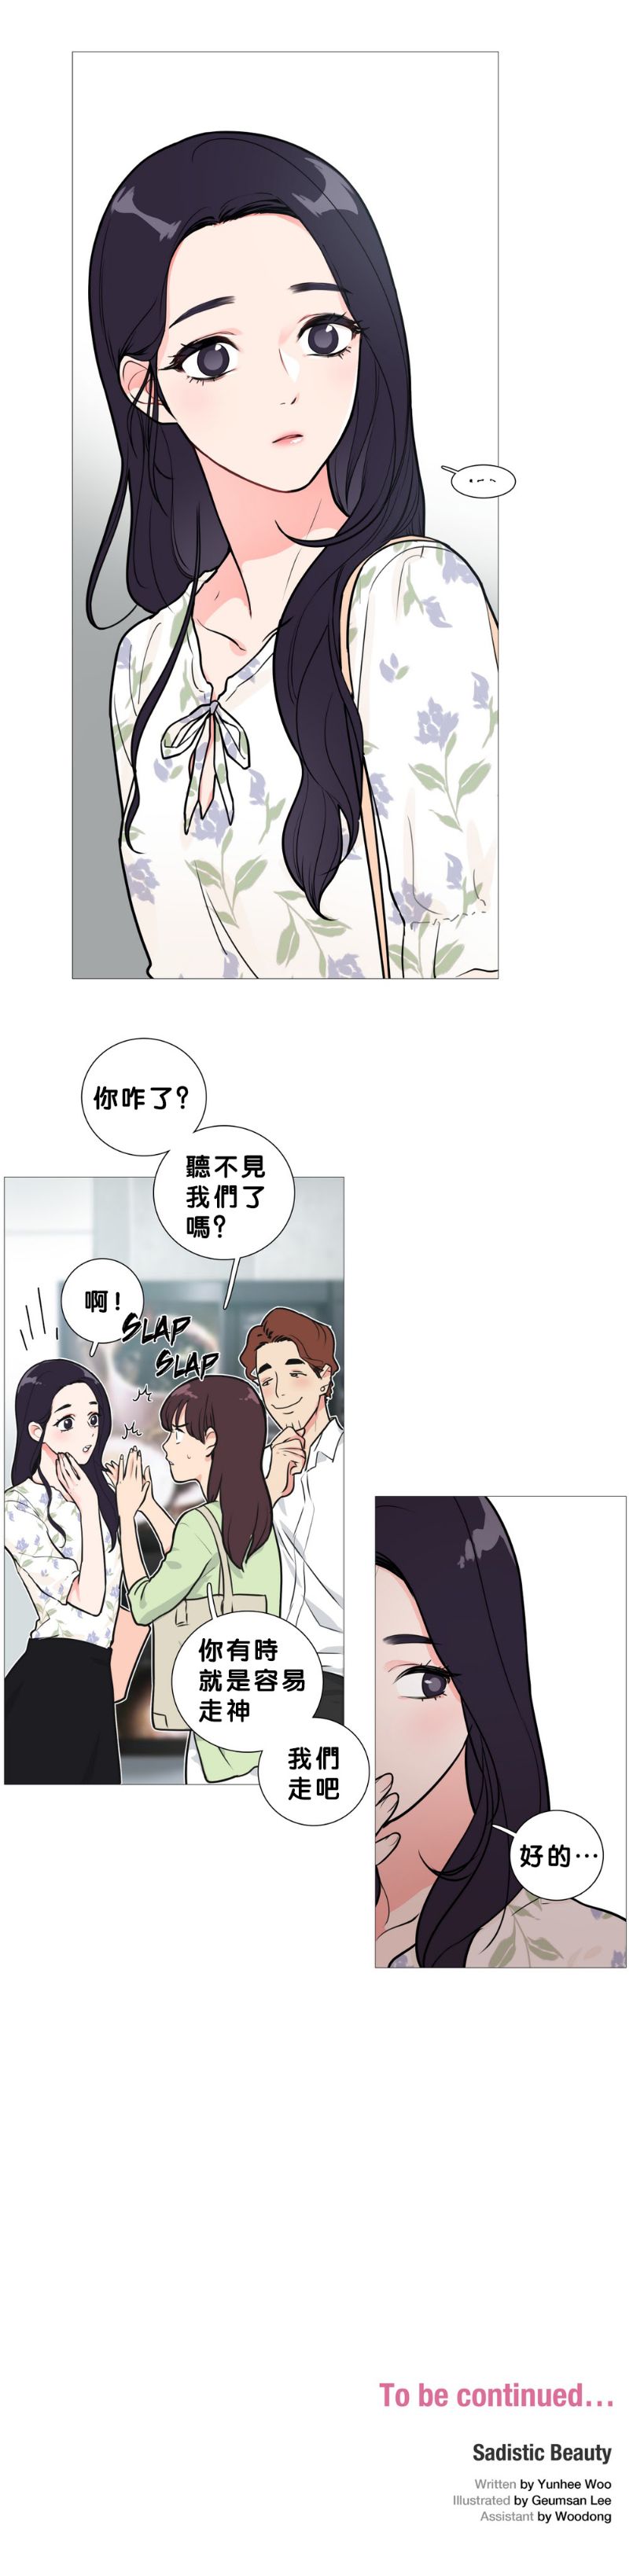 ...
你咋了?
聽不見
我們了
嗎?
啊!
SLAP
SLAP
你有時
就是容易
走神
我們
走吧
好的…
To be continued...
Sadistic Beauty
Written by Yunhee Woo
Illustrated by Geumsan Lee
Assistant by Woodong